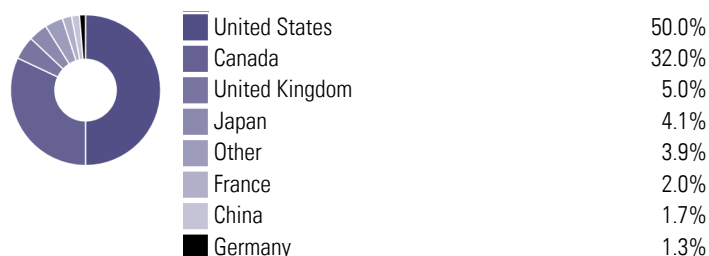 United States 50.0%
Canada 32.0%
United Kingdom 5.0%
Japan 4.1%
Other 3.9%
France 2.0%
China 1.7%
Germany 1.3%